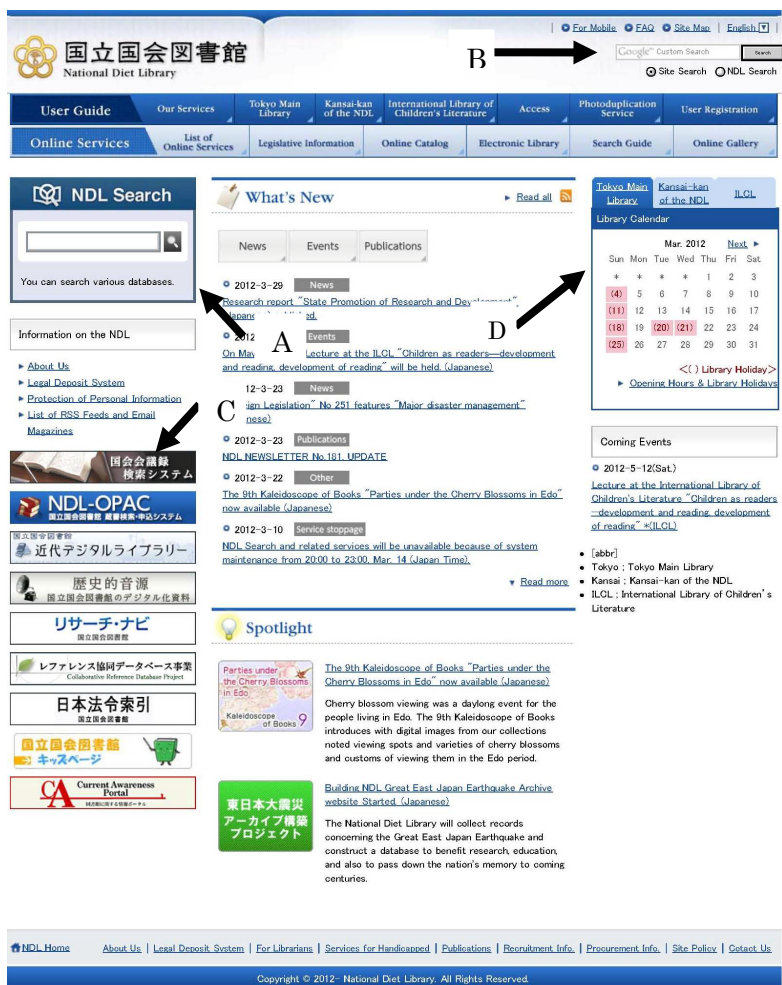 For Mobile FAQ Site Map English
国立国会図書館
National Diet Library
B
Google™ Custom Search Search
Site Search NDL Search
User Guide Our Services Tokyo Main Library Kansai-kan of the NDL International Library of Children's Literature Access Photoduplication Service User Registration
Online Services List of Online Services Legislative Information Online Catalog Electronic Library Search Guide Online Gallery
NDL Search
You can search various databases.
A
Information on the NDL
About Us
Legal Deposit System
Protection of Personal Information
List of RSS Feeds and Email
Magazines
C
国会会議録
検索システム
NDL-OPAC
国立国会図書館 蔵書検索・申込システム
国立国会図書館
近代デジタルライブラリー
歴史的音源
国立国会図書館のデジタル化資料
リサーチ・ナビ
国立国会図書館
レファレンス協同データベース事業
Collaborative Reference Database Project
日本法令索引
国立国会図書館
国立国会図書館
キッズページ
CA Current Awareness
Portal
図書館に関する情報ポータル
What's New
Read all
News Events Publications
2012-3-29 News
Research report "State Promotion of Research and
2012 Events
On May Lecture at the ILCL "Children as readers―development
and reading, development of reading" will be held. (Japanese)
12-3-23 News
ign Legislation" No 251 features "Major disaster management"
nese)
2012-3-23 Publications
NDL NEWSLETTER No.181. UPDATE
2012-3-22 Other
The 9th Kaleidoscope of Books "Parties under the Cherry Blossoms in Edo"
now available (Japanese)
2012-3-10 Service stoppage
NDL Search and related services will be unavailable because of system
maintenance from 20:00 to 23:00, Mar. 14 (Japan Time).
Read more
Spotlight
Parties under
the Cherry Blossoms
in Edo
Kaleidoscope
of Books 9
The 9th Kaleidoscope of Books "Parties under the
Cherry Blossoms in Edo" now available (Japanese)
Cherry blossom viewing was a daylong event for the
people living in Edo. The 9th Kaleidoscope of Books
introduces with digital images from our collections
noted viewing spots and varieties of cherry blossoms
and customs of viewing them in the Edo period.
東日本大震災
アーカイブ構築
プロジェクト
Building NDL Great East Japan Earthquake Archive
website Started. (Japanese)
The National Diet Library will collect records
concerning the Great East Japan Earthquake and
construct a database to benefit research, education,
and also to pass down the nation's memory to coming
centuries.
D
Tokyo Main Library Kansai-kan of the NDL ILCL
Library Calendar
Mar. 2012 Next
Sun Mon Tue Wed Thu Fri Sat
* * * * 1 2 3
(4) 5 6 7 8 9 10
(11) 12 13 14 15 16 17
(18) 19 (20) (21) 22 23 24
(25) 26 27 28 29 30 31
<( ) Library Holiday>
Opening Hours & Library Holidays
Coming Events
2012-5-12(Sat.)
Lecture at the International Library of
Children's Literature "Children as readers
―development and reading, development
of reading" *(ILCL)
[abbr]
Tokyo ; Tokyo Main Library
Kansai ; Kansai-kan of the NDL
ILCL ; International Library of Children's
Literature
NDL Home About Us | Legal Deposit System | For Librarians | Services for Handicapped | Publications | Recruitment Info. | Procurement Info. | Site Policy | Cotact Us
Copyright © 2012- National Diet Library. All Rights Reserved.